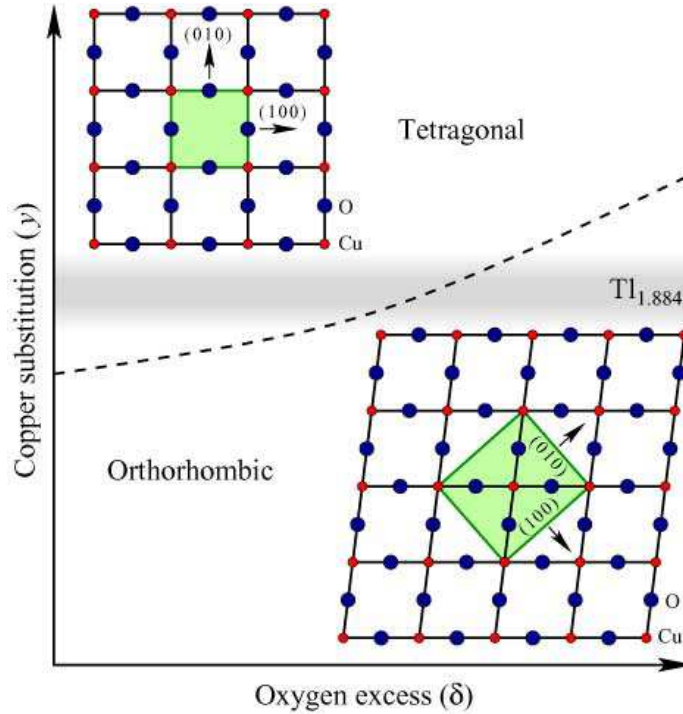 (010)
(100)
Tetragonal
O
Cu
Copper substitution (y)
Tl1.884
Orthorhombic
(010)
(100)
O
Cu
Oxygen excess (δ)